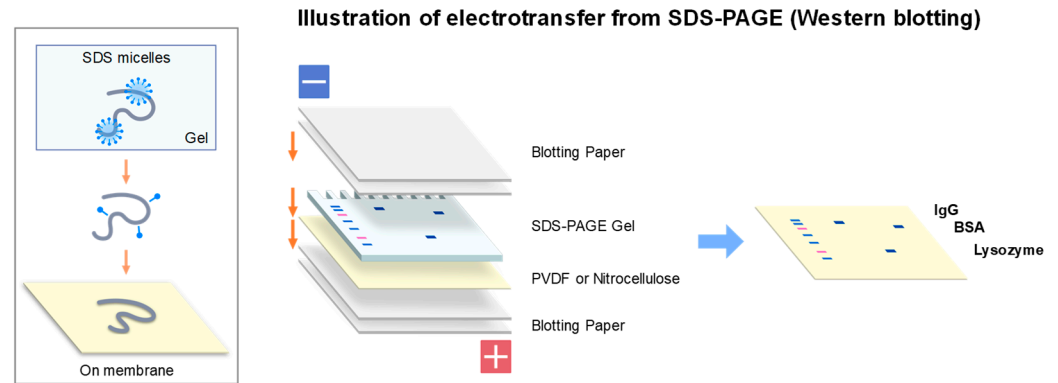 Illustration of electrotransfer from SDS-PAGE (Western blotting)
SDS micelles
Gel
On membrane
Blotting Paper
SDS-PAGE Gel
PVDF or Nitrocellulose
Blotting Paper
IgG
BSA
Lysozyme